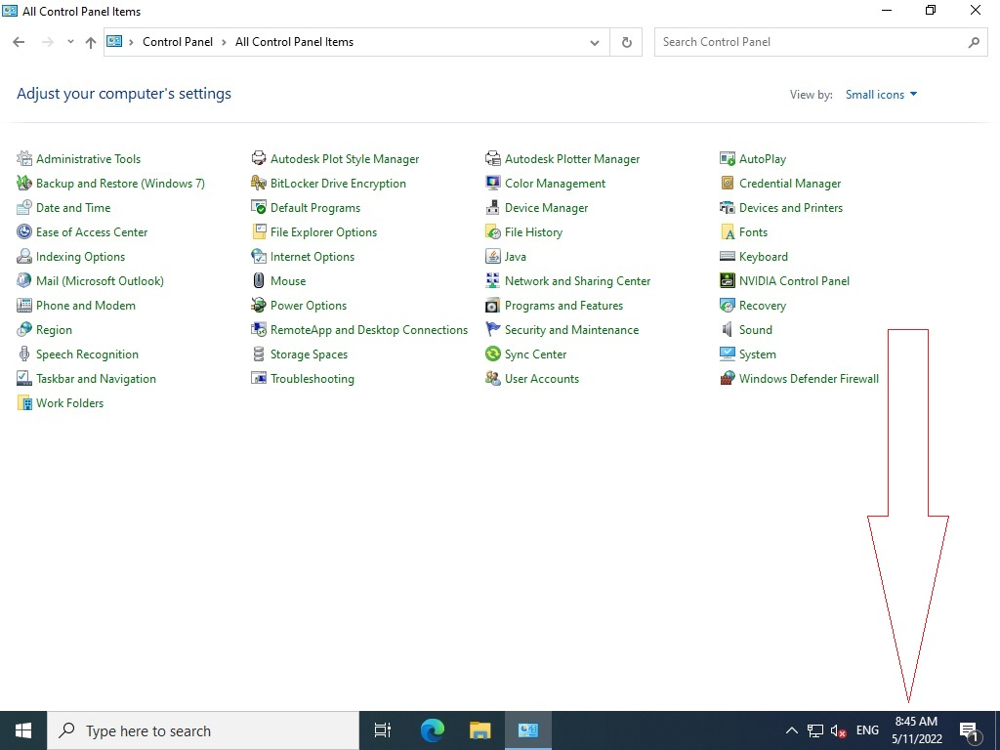 All Control Panel Items
Control Panel > All Control Panel Items
Search Control Panel
Adjust your computer's settings
View by: Small icons
Administrative Tools
Autodesk Plot Style Manager
Autodesk Plotter Manager
AutoPlay
Backup and Restore (Windows 7)
BitLocker Drive Encryption
Color Management
Credential Manager
Date and Time
Default Programs
Device Manager
Devices and Printers
Ease of Access Center
File Explorer Options
File History
Fonts
Indexing Options
Internet Options
Java
Keyboard
Mail (Microsoft Outlook)
Mouse
Network and Sharing Center
NVIDIA Control Panel
Phone and Modem
Power Options
Programs and Features
Recovery
Region
RemoteApp and Desktop Connections
Security and Maintenance
Sound
Speech Recognition
Storage Spaces
Sync Center
System
Taskbar and Navigation
Troubleshooting
User Accounts
Windows Defender Firewall
Work Folders
Type here to search
ENG
8:45 AM
5/11/2022
1